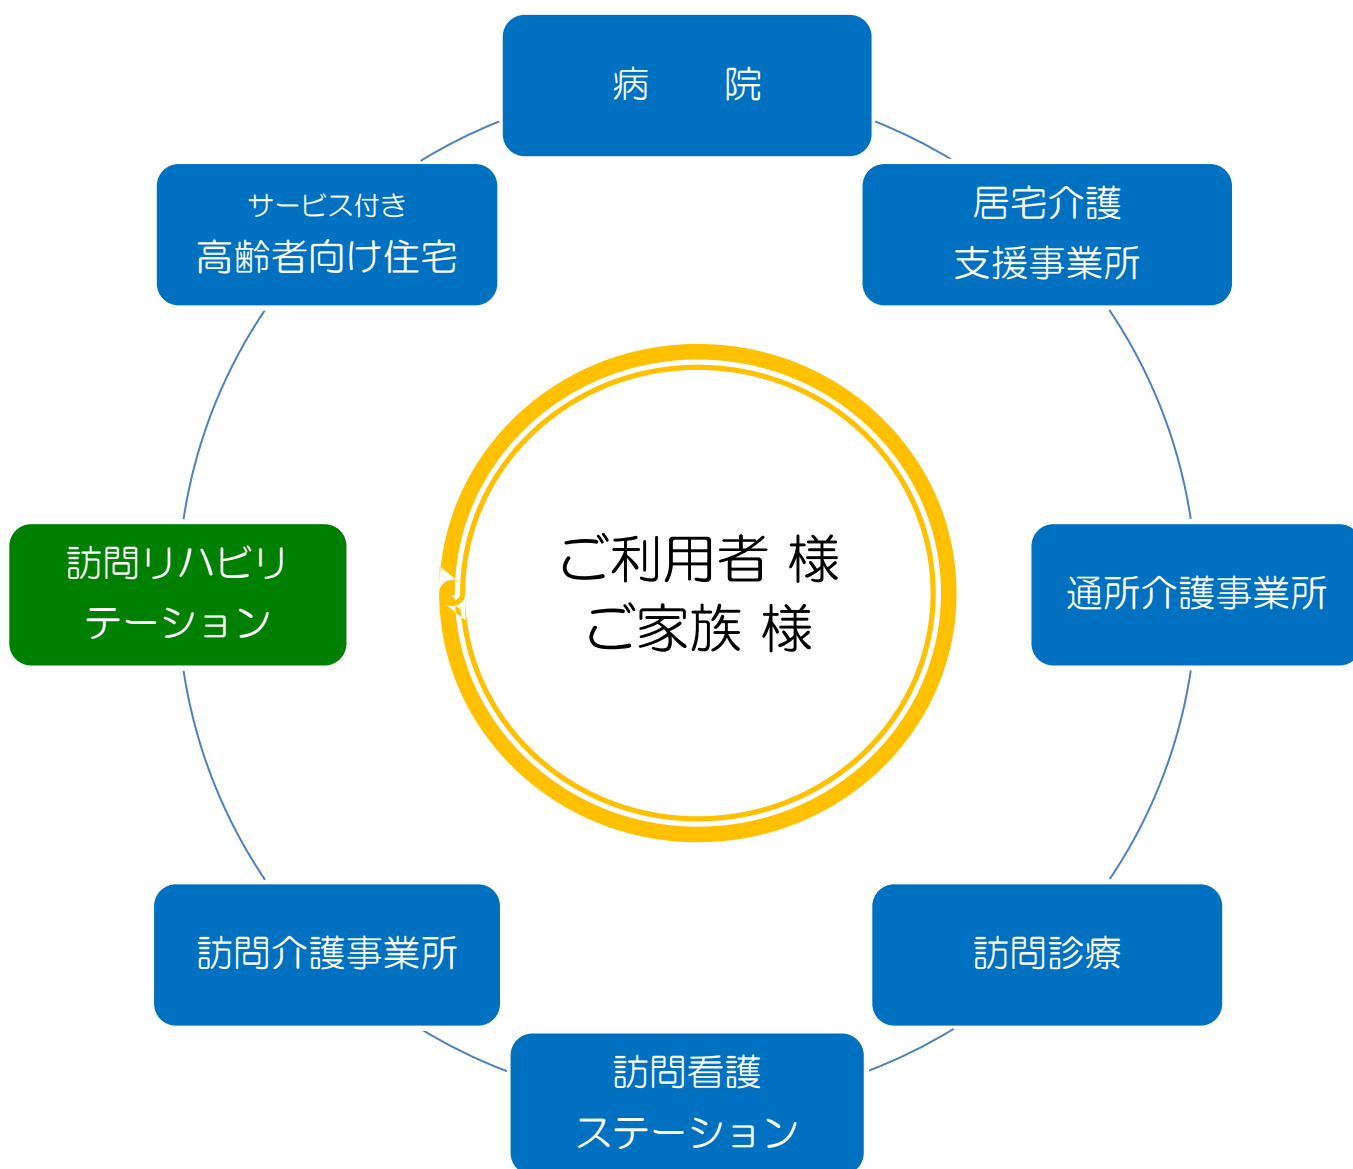 病　　院
サービス付き
高齢者向け住宅
居宅介護
支援事業所
ご利用者 様
ご家族 様
訪問リハビリ
テーション
通所介護事業所
訪問介護事業所
訪問診療
訪問看護
ステーション